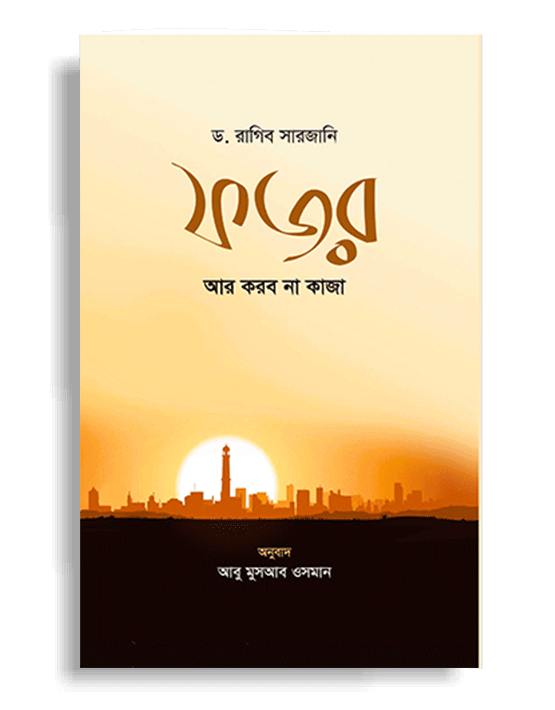 ড. রাগিব সারজানি
ফজর
আর করব না কাজা
অনুবাদ
আবু মুসআব ওসমান